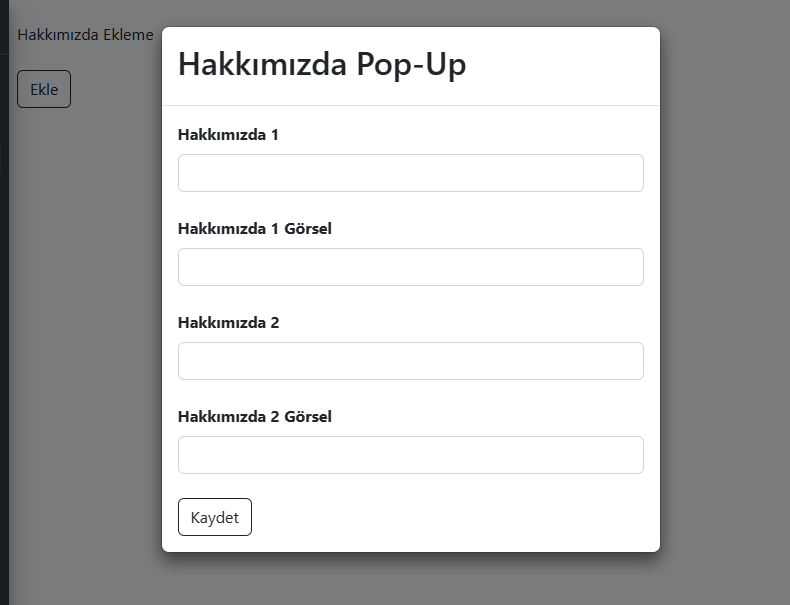 Hakkımızda Ekleme
Ekle
Hakkımızda Pop-Up
Hakkımızda 1
Hakkımızda 1 Görsel
Hakkımızda 2
Hakkımızda 2 Görsel
Kaydet